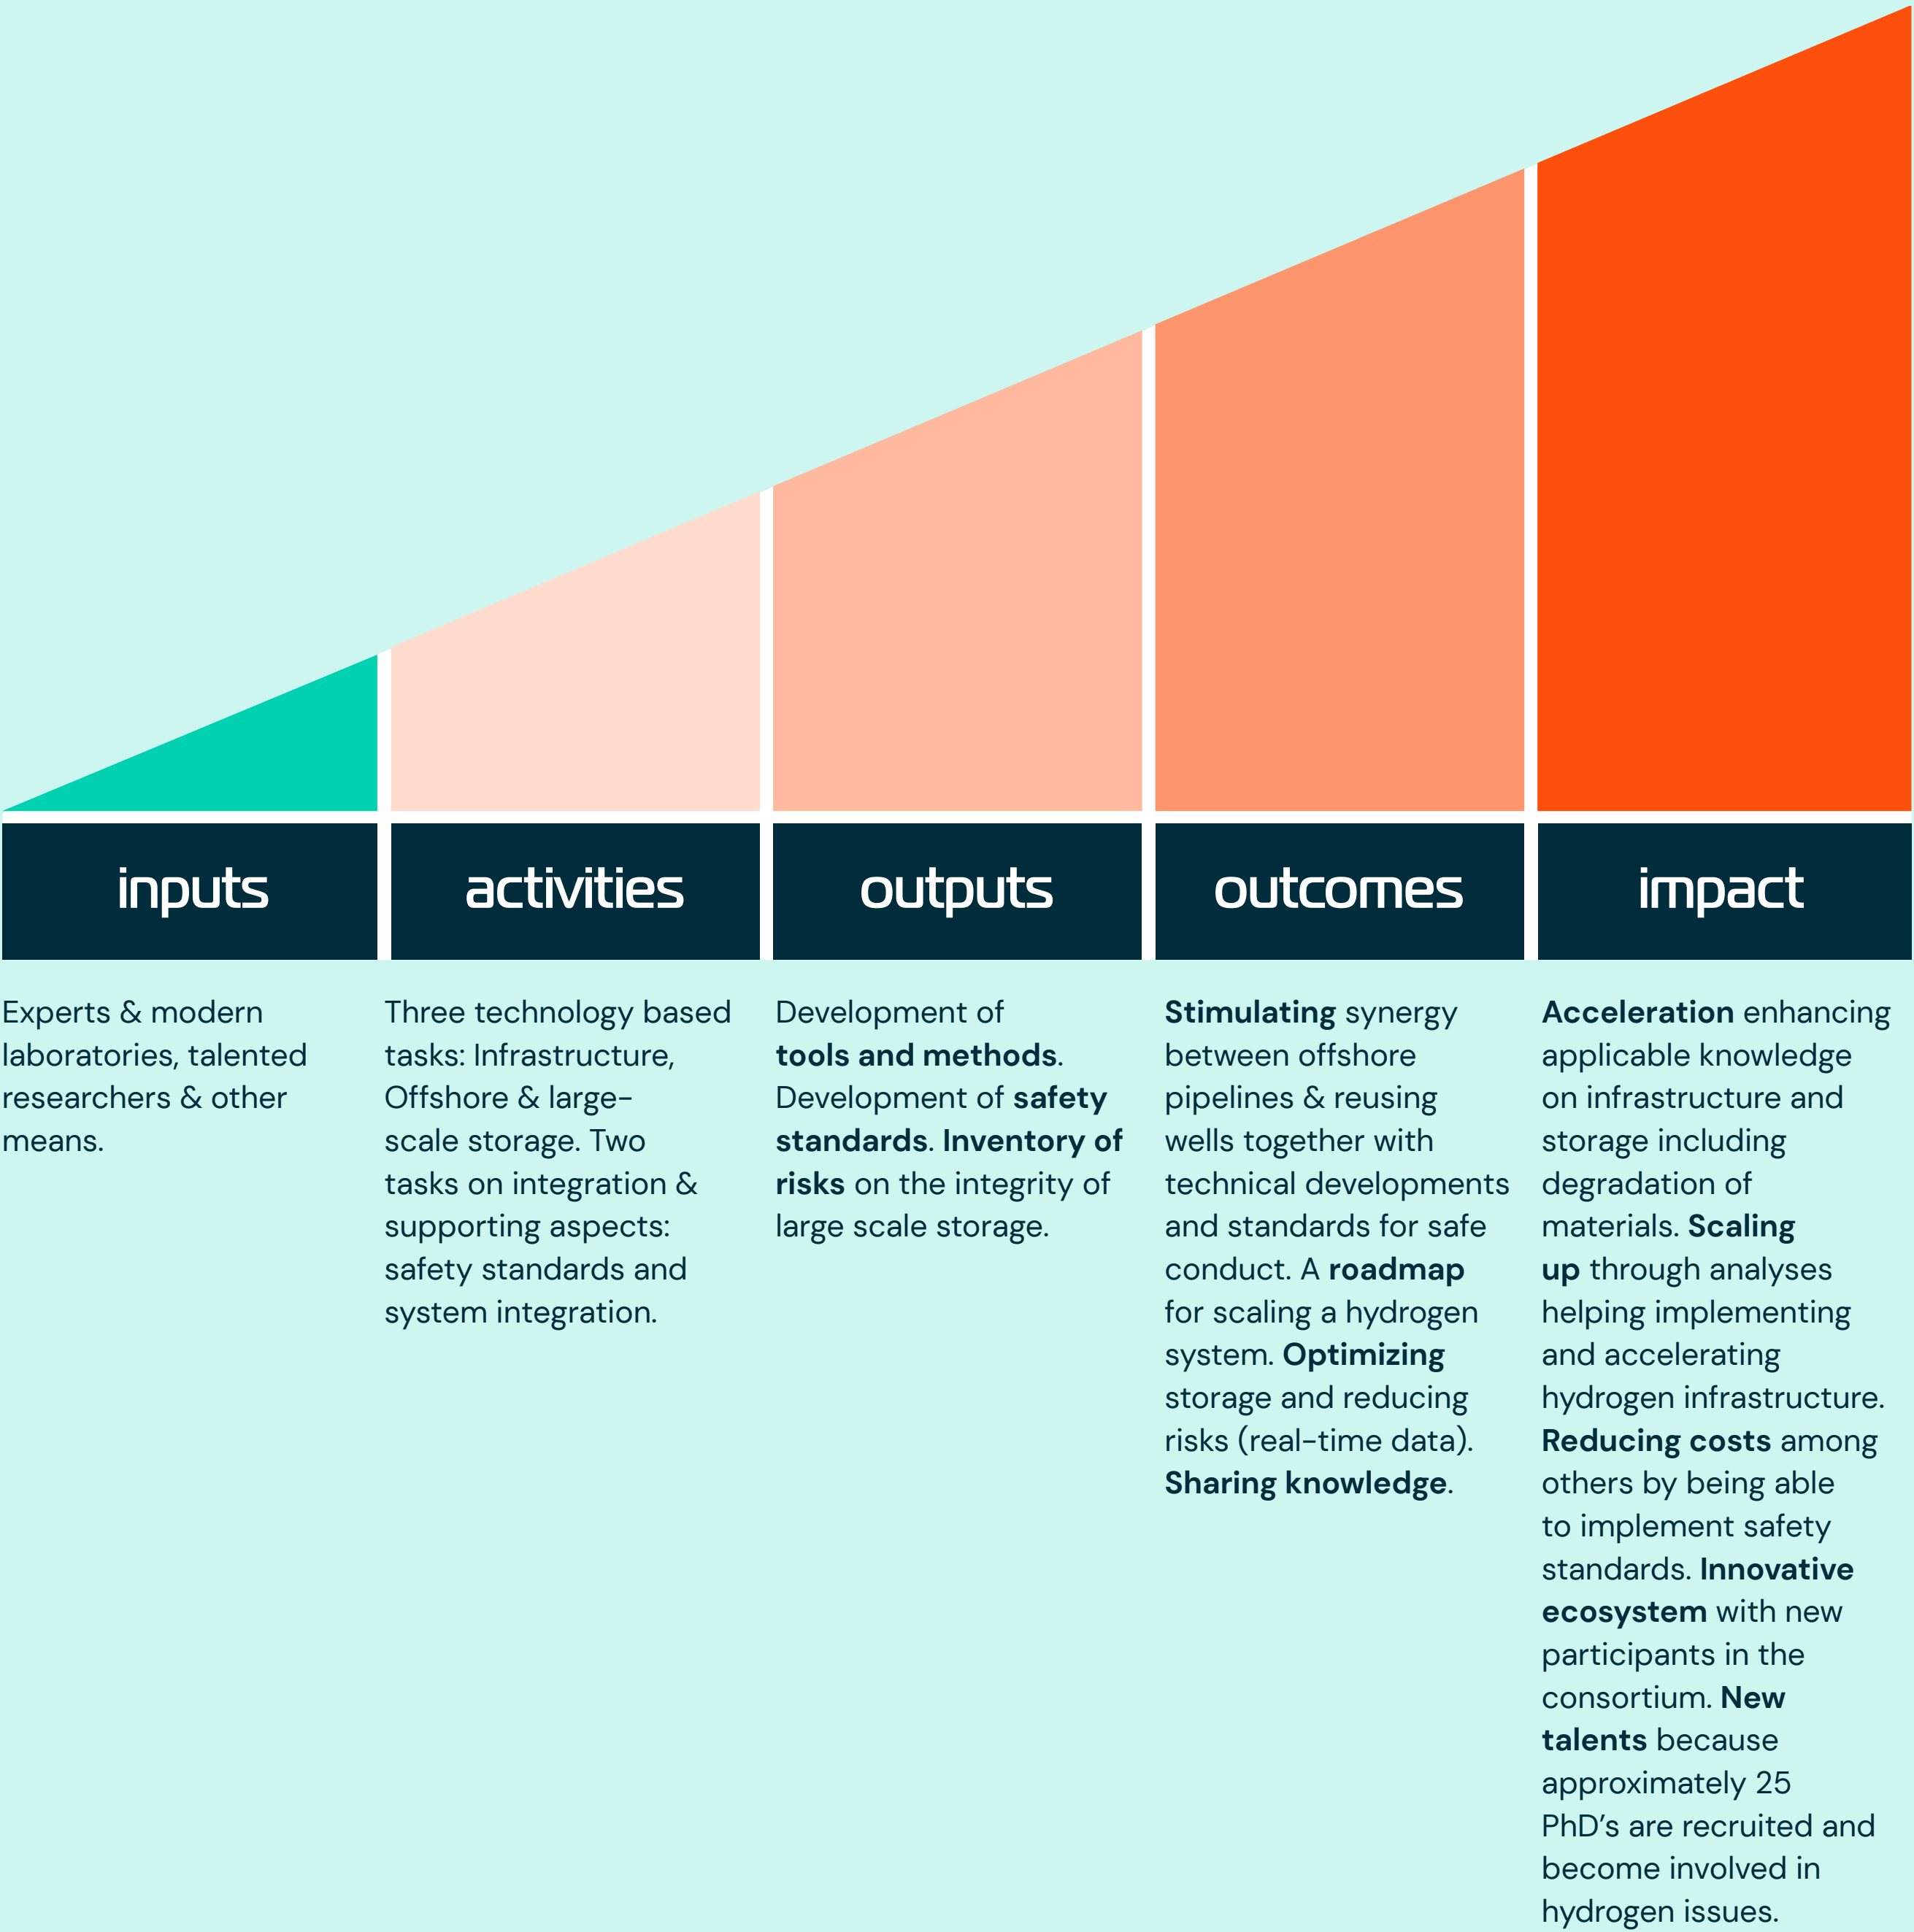 inputs
activities
outputs
outcomes
impact
Experts & modern
laboratories, talented
researchers & other
means.
Three technology based
tasks: Infrastructure,
Offshore & large-
scale storage. Two
tasks on integration &
supporting aspects:
safety standards and
system integration.
Development of
tools and methods.
Development of safety
standards. Inventory of
risks on the integrity of
large scale storage.
Stimulating synergy
between offshore
pipelines & reusing
wells together with
technical developments
and standards for safe
conduct. A roadmap
for scaling a hydrogen
system. Optimizing
storage and reducing
risks (real-time data).
Sharing knowledge.
Acceleration enhancing
applicable knowledge
on infrastructure and
storage including
degradation of
materials. Scaling
up through analyses
helping implementing
and accelerating
hydrogen infrastructure.
Reducing costs among
others by being able
to implement safety
standards. Innovative
ecosystem with new
participants in the
consortium. New
talents because
approximately 25
PhD’s are recruited and
become involved in
hydrogen issues.